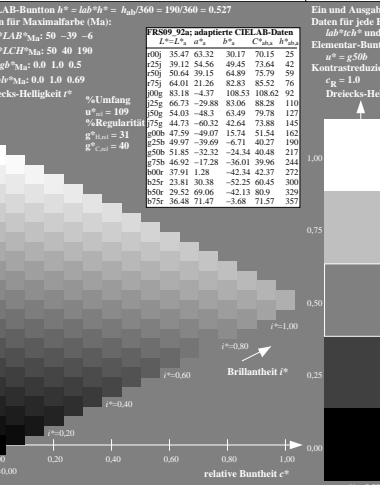 LAB-Buntton h* = lab*h* = h_ab/360 = 190/360 = 0.527
n für Maximalfarbe (Ma):
LAB*Ma: 50 −39 −6
LCH*Ma: 50 40 190
gb*Ma: 0.0 1.0 0.5
lv*Ma: 0.0 1.0 0.69
ecks-Helligkeit t*
%Umfang
u*rel = 109
%Regularität
g*H,rel = 31
g*C,rel = 40
FRS09_92a; adaptierte CIELAB-Daten
L*=L*a a*a b*a C*ab,a h*ab,a
r00j 35.47 63.32 30.17 70.15 25
r25j 39.12 54.56 49.45 73.64 42
r50j 50.64 39.15 64.89 75.79 59
r75j 64.01 21.26 82.83 85.52 76
j00g 83.18 −4.37 108.53 108.62 92
j25g 66.73 −29.88 83.06 88.28 110
j50g 54.03 −48.3 63.49 79.78 127
j75g 44.73 −60.32 42.64 73.88 145
g00b 47.59 −49.07 15.74 51.54 162
g25b 49.97 −39.69 −6.71 40.27 190
g50b 51.85 −32.32 −24.34 40.48 217
g75b 46.92 −17.28 −36.01 39.96 244
b00r 37.91 1.28 −42.34 42.37 272
b25r 23.81 30.38 −52.25 60.45 300
b50r 29.52 69.06 −42.13 80.9 329
b75r 36.48 71.47 −3.68 71.57 357
i*=1,00
i*=0,80
i*=0,60
i*=0,40
i*=0,20
=0,00
Brillantheit i*
0,20 0,40 0,60 0,80 1,00
relative Buntheit c*
Ein und Ausgab
Daten für jede F
lab*tch* und
Elementar-Bunt
u* = g50b
Kontrastreduzi
cR = 1.0
Dreiecks-He
1,00
0,75
0,50
0,25
0,00